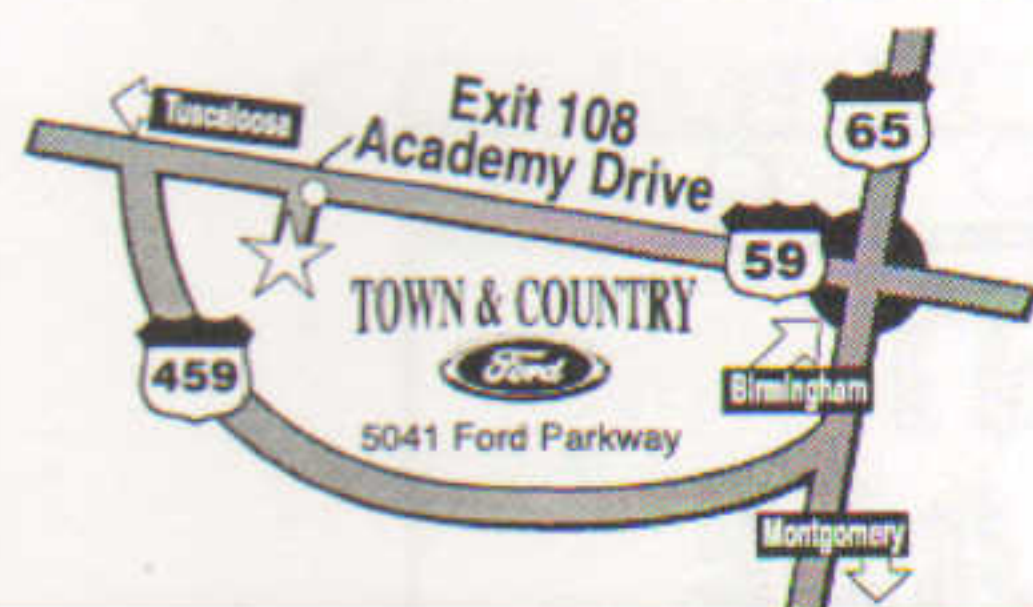 Tuscaloosa
Exit 108
Academy Drive
65
59
TOWN & COUNTRY
Ford
5041 Ford Parkway
459
Birmingham
Montgomery